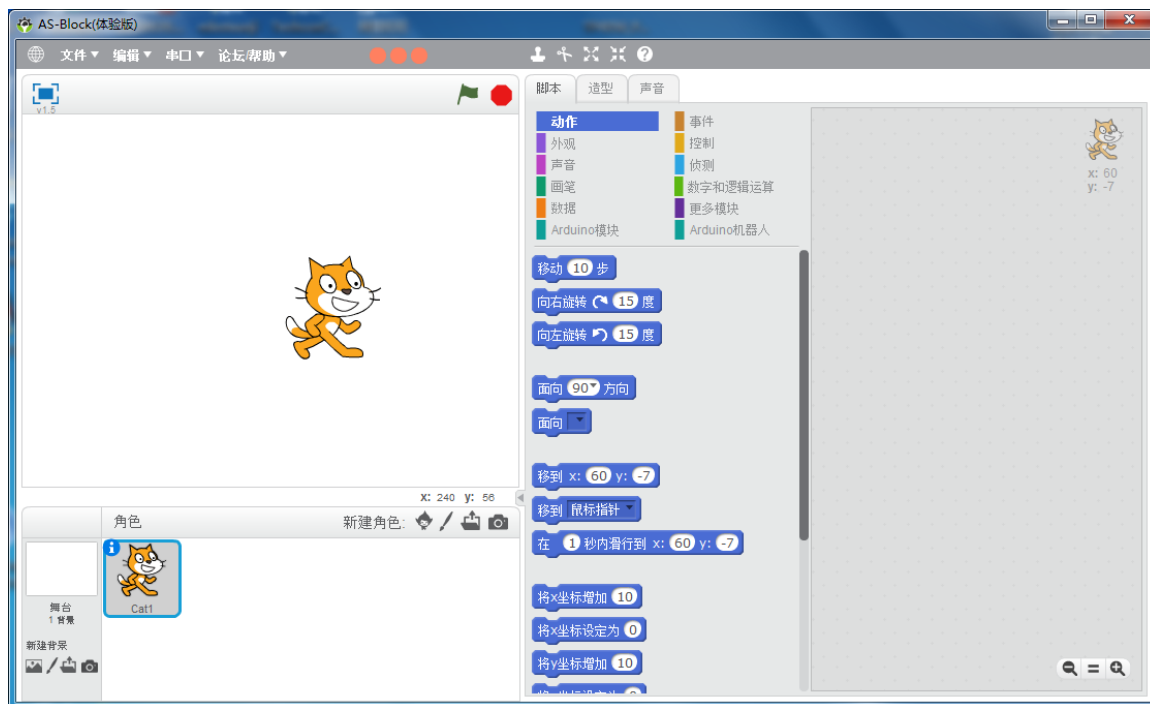 AS-Block(体验版)
文件▼ 编辑▼ 串口▼ 论坛/帮助▼
v1.5
脚本 造型 声音
动作 事件
外观 控制
声音 侦测
画笔 数字和逻辑运算
数据 更多模块
Arduino模块 Arduino机器人
x: 60
y: -7
移动 10 步
向右旋转 15 度
向左旋转 15 度
面向 90▼ 方向
面向 ▼
移到 x: 60 y: -7
移到 鼠标指针 ▼
在 1 秒内滑行到 x: 60 y: -7
将x坐标增加 10
将x坐标设定为 0
将y坐标增加 10
x: 240 y: 56
角色 新建角色:
Cat1
舞台
1 背景
新建背景